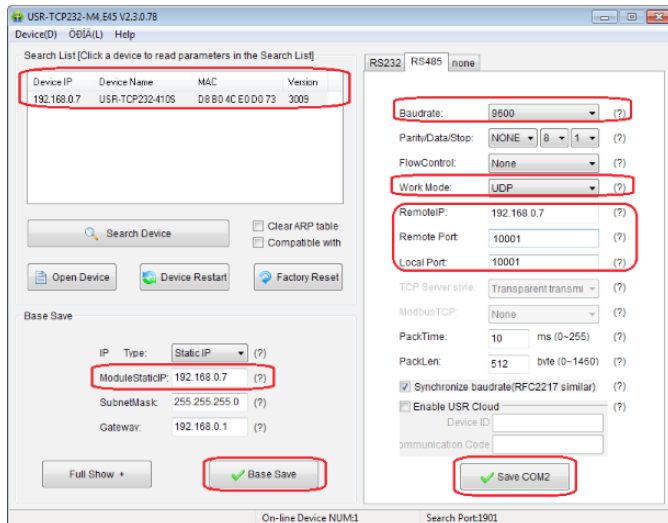 USR-TCP232-M4,E45 V2.3.0.78
Device(D) ÓïÑÔ(L) Help
Search List [Click a device to read parameters in the Search List]
Device IP Device Name MAC Version
192.168.0.7 USR-TCP232-410S D8 B0 4C E0 D0 73 3009
Search Device
Clear ARP table
Compatible with
Open Device Device Restart Factory Reset
Base Save
IP Type: Static IP (?)
ModuleStaticIP: 192.168.0.7 (?)
SubnetMask: 255.255.255.0 (?)
Gateway: 192.168.0.1 (?)
Full Show + Base Save
RS232 RS485 none
Baudrate: 9600 (?)
Parity/Data/Stop: NONE 8 1 (?)
FlowControl: None (?)
Work Mode: UDP (?)
RemoteIP: 192.168.0.7 (?)
Remote Port: 10001 (?)
Local Port: 10001 (?)
TCP Server style: Transparent transmi (?)
ModbusTCP: None (?)
PackTime: 10 ms (0~255) (?)
PackLen: 512 byte (0~1460) (?)
Synchronize baudrate(RFC2217 similar) (?)
Enable USR Cloud (?)
Device ID
ommunication Code
Save COM2
On-line Device NUM:1 Search Port:1901